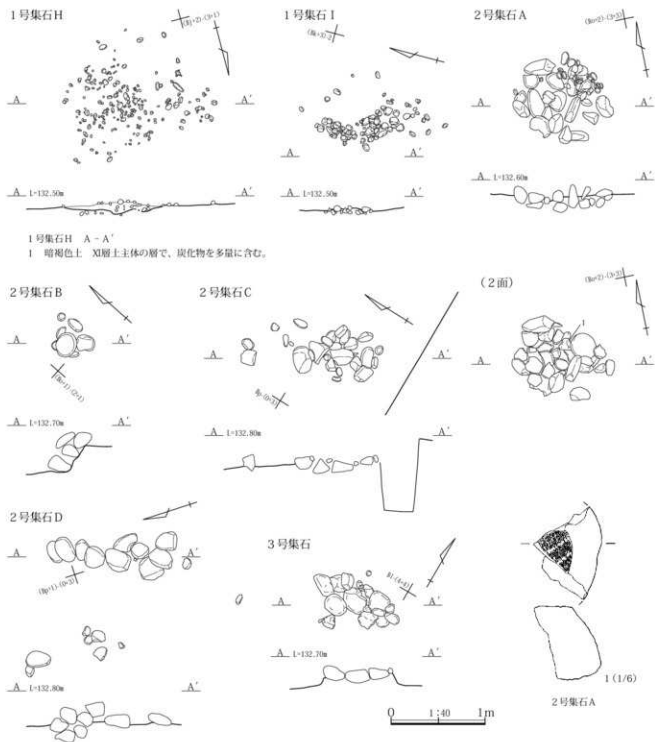 1号集石H
1号集石I
2号集石A
A A'
A A'
A A'
A L=132.50m A'
A L=132.50m A'
A L=132.60m A'
1
1号集石H A-A'
1 暗褐色土 XI層土主体の層で、炭化物を多量に含む。
2号集石B
2号集石C
(2面)
1
A A'
A A'
A A'
A L=132.70m A'
A L=132.80m A'
2号集石D
3号集石
A A'
A A'
A L=132.70m A'
A L=132.80m A'
0 1:40 1m
1(1/6)
2号集石A